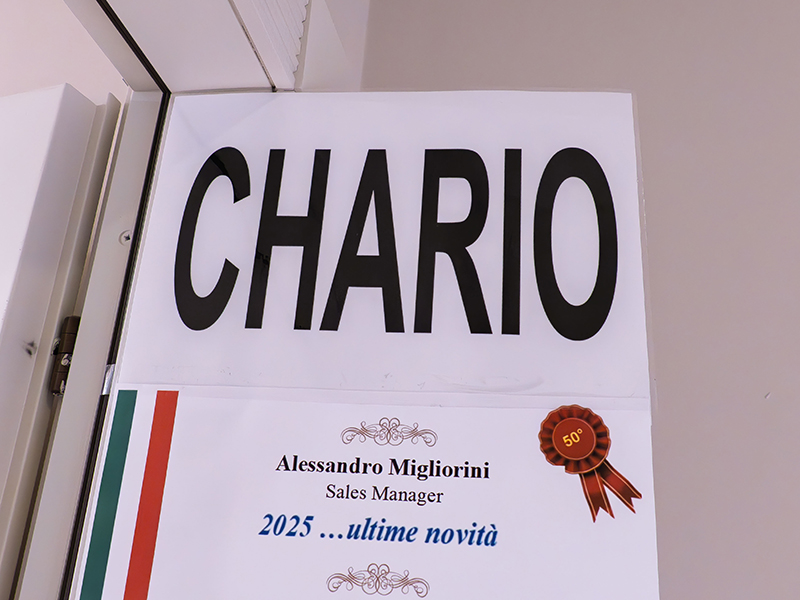 CHARIO
50°
Alessandro Migliorini
Sales Manager
2025 ...ultime novità